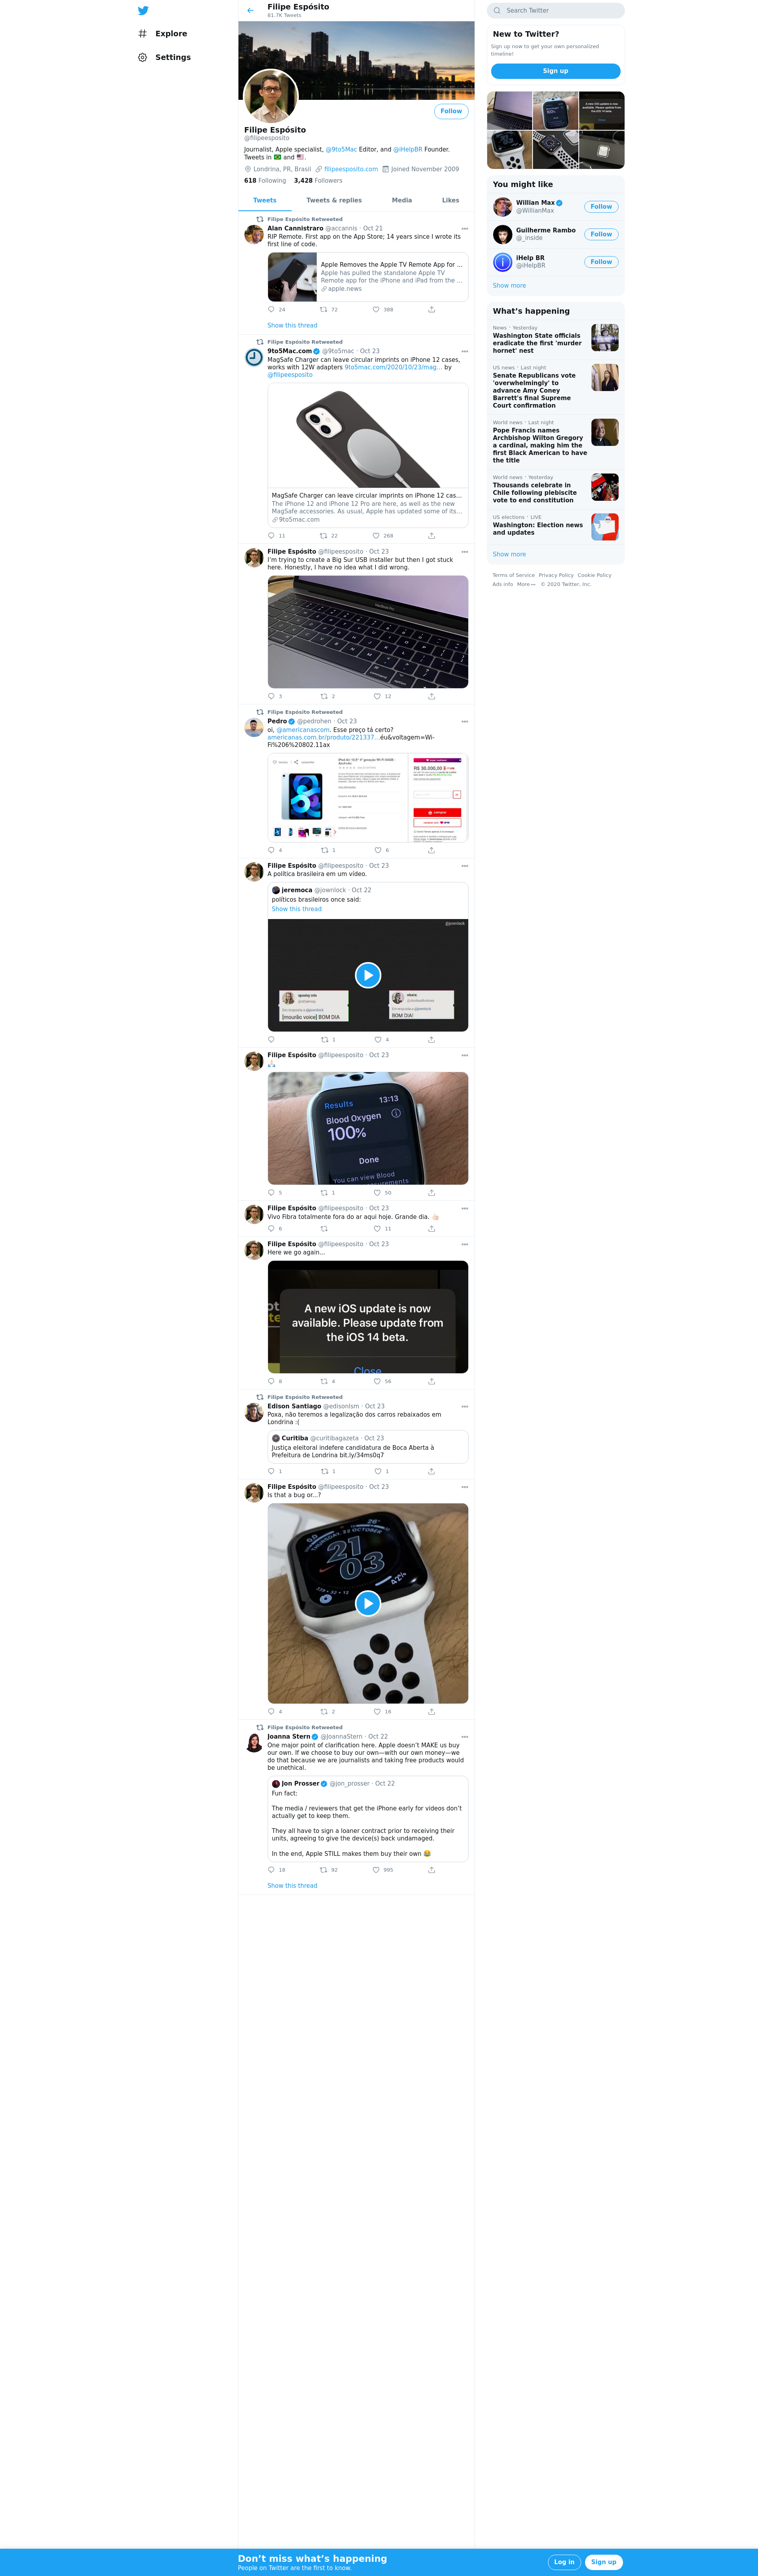 Explore
Settings
Filipe Espósito
81.7K Tweets
Follow
Filipe Espósito
@filipeesposito
Journalist, Apple specialist, @9to5Mac Editor, and @iHelpBR Founder.
Tweets in 🇧🇷 and 🇺🇸.
Londrina, PR, Brasil filipeesposito.com Joined November 2009
618 Following 3,428 Followers
Tweets Tweets & replies Media Likes
Filipe Espósito Retweeted
Alan Cannistraro @accannis · Oct 21
RIP Remote. First app on the App Store; 14 years since I wrote its
first line of code.
Apple Removes the Apple TV Remote App for ...
Apple has pulled the standalone Apple TV
Remote app for the iPhone and iPad from the ...
apple.news
24 72 388
Show this thread
Filipe Espósito Retweeted
9to5Mac.com @9to5mac · Oct 23
MagSafe Charger can leave circular imprints on iPhone 12 cases,
works with 12W adapters 9to5mac.com/2020/10/23/mag... by
@filipeesposito
MagSafe Charger can leave circular imprints on iPhone 12 cas...
The iPhone 12 and iPhone 12 Pro are here, as well as the new
MagSafe accessories. As usual, Apple has updated some of its...
9to5mac.com
11 22 268
Filipe Espósito @filipeesposito · Oct 23
I'm trying to create a Big Sur USB installer but then I got stuck
here. Honestly, I have no idea what I did wrong.
MacBook Pro
3 2 12
Filipe Espósito Retweeted
Pedro @pedrohen · Oct 23
oi, @americanascom. Esse preço tá certo?
americanas.com.br/produto/221337...éu&voltagem=Wi-
Fi%206%20802.11ax
R$ 30.000,00
4 1 6
Filipe Espósito @filipeesposito · Oct 23
A política brasileira em um vídeo.
jeremoca @jownlock · Oct 22
políticos brasileiros once said:
Show this thread
@jownlock
[mourão voice] BOM DIA
BOM DIA!
1 4
Filipe Espósito @filipeesposito · Oct 23
🙏🏻
Results 13:13
Blood Oxygen
100%
Done
You can view Blood
5 1 50
Filipe Espósito @filipeesposito · Oct 23
Vivo Fibra totalmente fora do ar aqui hoje. Grande dia. 👍🏻
6 11
Filipe Espósito @filipeesposito · Oct 23
Here we go again...
A new iOS update is now
available. Please update from
the iOS 14 beta.
Close
8 4 56
Filipe Espósito Retweeted
Edison Santiago @edisonlsm · Oct 23
Poxa, não teremos a legalização dos carros rebaixados em
Londrina :(
Curitiba @curitibagazeta · Oct 23
Justiça eleitoral indefere candidatura de Boca Aberta à
Prefeitura de Londrina bit.ly/34ms0q7
1 1 1
Filipe Espósito @filipeesposito · Oct 23
Is that a bug or...?
26°
THURSDAY, 22 OCTOBER
21
03
47%
4 2 16
Filipe Espósito Retweeted
Joanna Stern @JoannaStern · Oct 22
One major point of clarification here. Apple doesn't MAKE us buy
our own. If we choose to buy our own—with our own money—we
do that because we are journalists and taking free products would
be unethical.
Jon Prosser @jon_prosser · Oct 22
Fun fact:
The media / reviewers that get the iPhone early for videos don't
actually get to keep them.
They all have to sign a loaner contract prior to receiving their
units, agreeing to give the device(s) back undamaged.
In the end, Apple STILL makes them buy their own 😂
18 92 995
Show this thread
Search Twitter
New to Twitter?
Sign up now to get your own personalized
timeline!
Sign up
You might like
Willian Max
@WillianMax
Follow
Guilherme Rambo
@_inside
Follow
iHelp BR
@iHelpBR
Follow
Show more
What's happening
News · Yesterday
Washington State officials
eradicate the first 'murder
hornet' nest
US news · Last night
Senate Republicans vote
'overwhelmingly' to
advance Amy Coney
Barrett's final Supreme
Court confirmation
World news · Last night
Pope Francis names
Archbishop Wilton Gregory
a cardinal, making him the
first Black American to have
the title
World news · Yesterday
Thousands celebrate in
Chile following plebiscite
vote to end constitution
US elections · LIVE
Washington: Election news
and updates
Show more
Terms of Service Privacy Policy Cookie Policy
Ads info More © 2020 Twitter, Inc.
Don't miss what's happening
People on Twitter are the first to know.
Log in Sign up